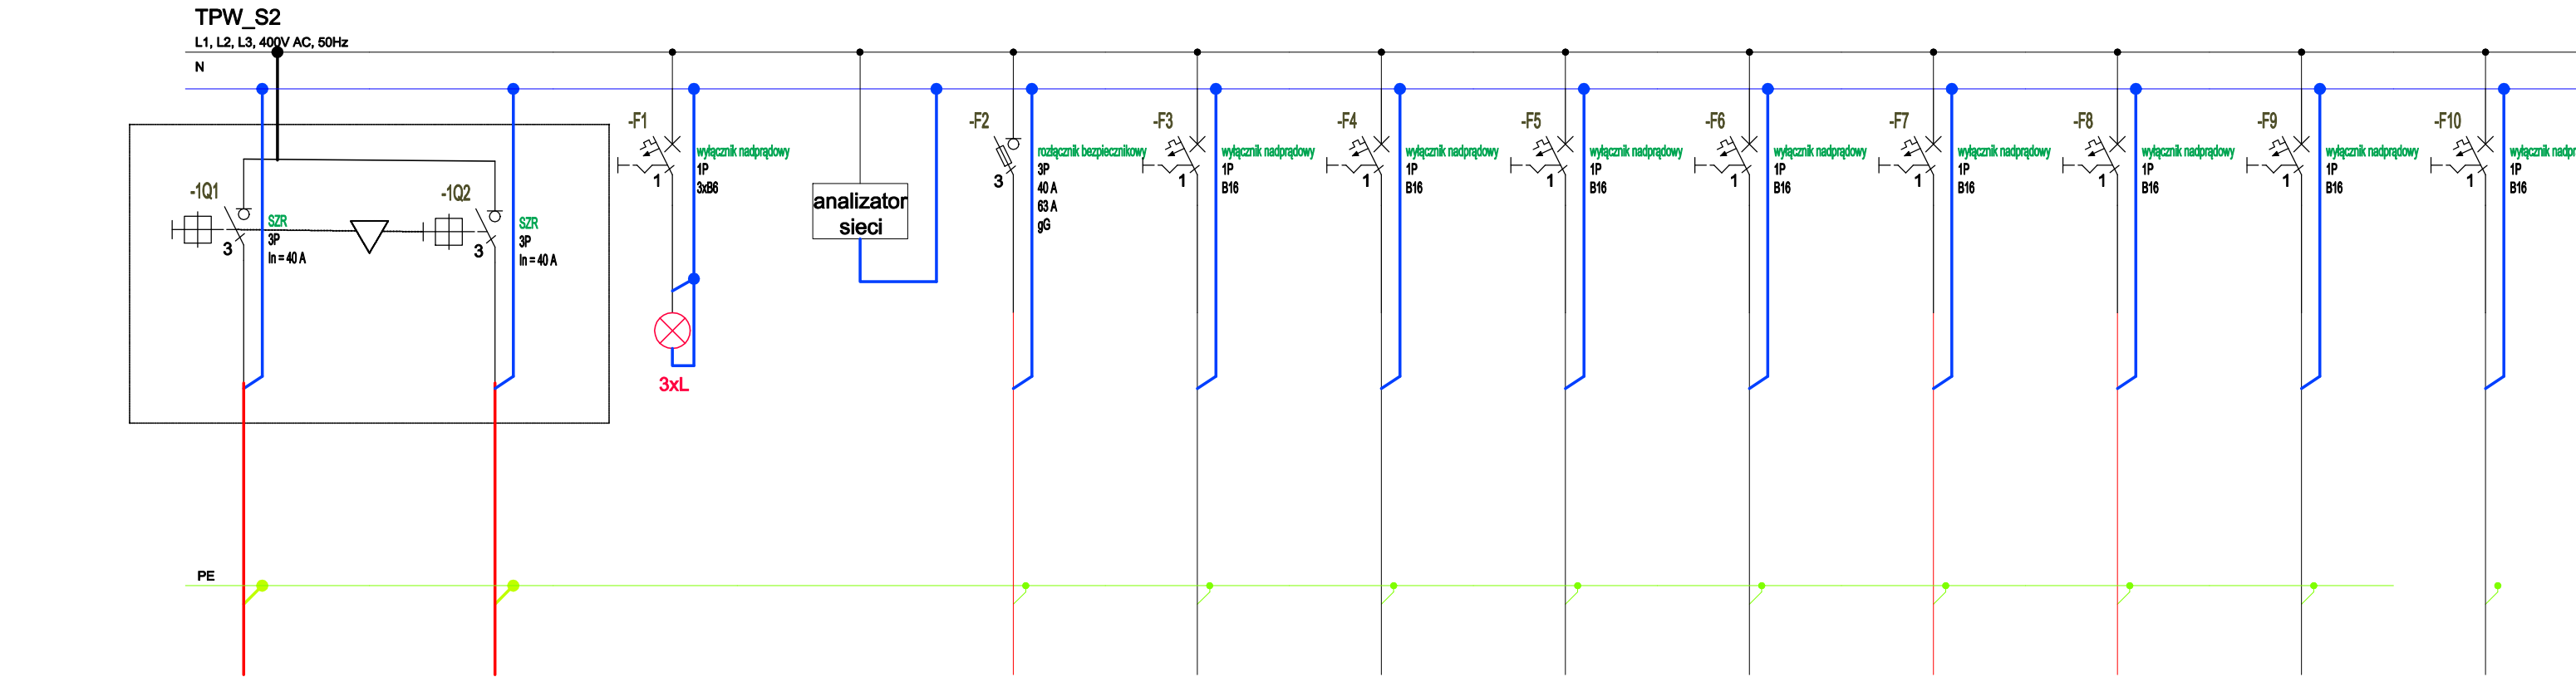 TPW_S2
L1, L2, L3, 400V AC, 50Hz
N
-1Q1
SZR
3P
In = 40 A
3
-1Q2
SZR
3P
In = 40 A
3
-F1
wyłącznik nadprądowy
1P
3xB6
1
3xL
analizator
sieci
-F2
rozłącznik bezpiecznikowy
3P
40 A
63 A
gG
3
-F3
wyłącznik nadprądowy
1P
B16
1
-F4
wyłącznik nadprądowy
1P
B16
1
-F5
wyłącznik nadprądowy
1P
B16
1
-F6
wyłącznik nadprądowy
1P
B16
1
-F7
wyłącznik nadprądowy
1P
B16
1
-F8
wyłącznik nadprądowy
1P
B16
1
-F9
wyłącznik nadprądowy
1P
B16
1
-F10
wyłącznik nadpr
1P
B16
1
PE